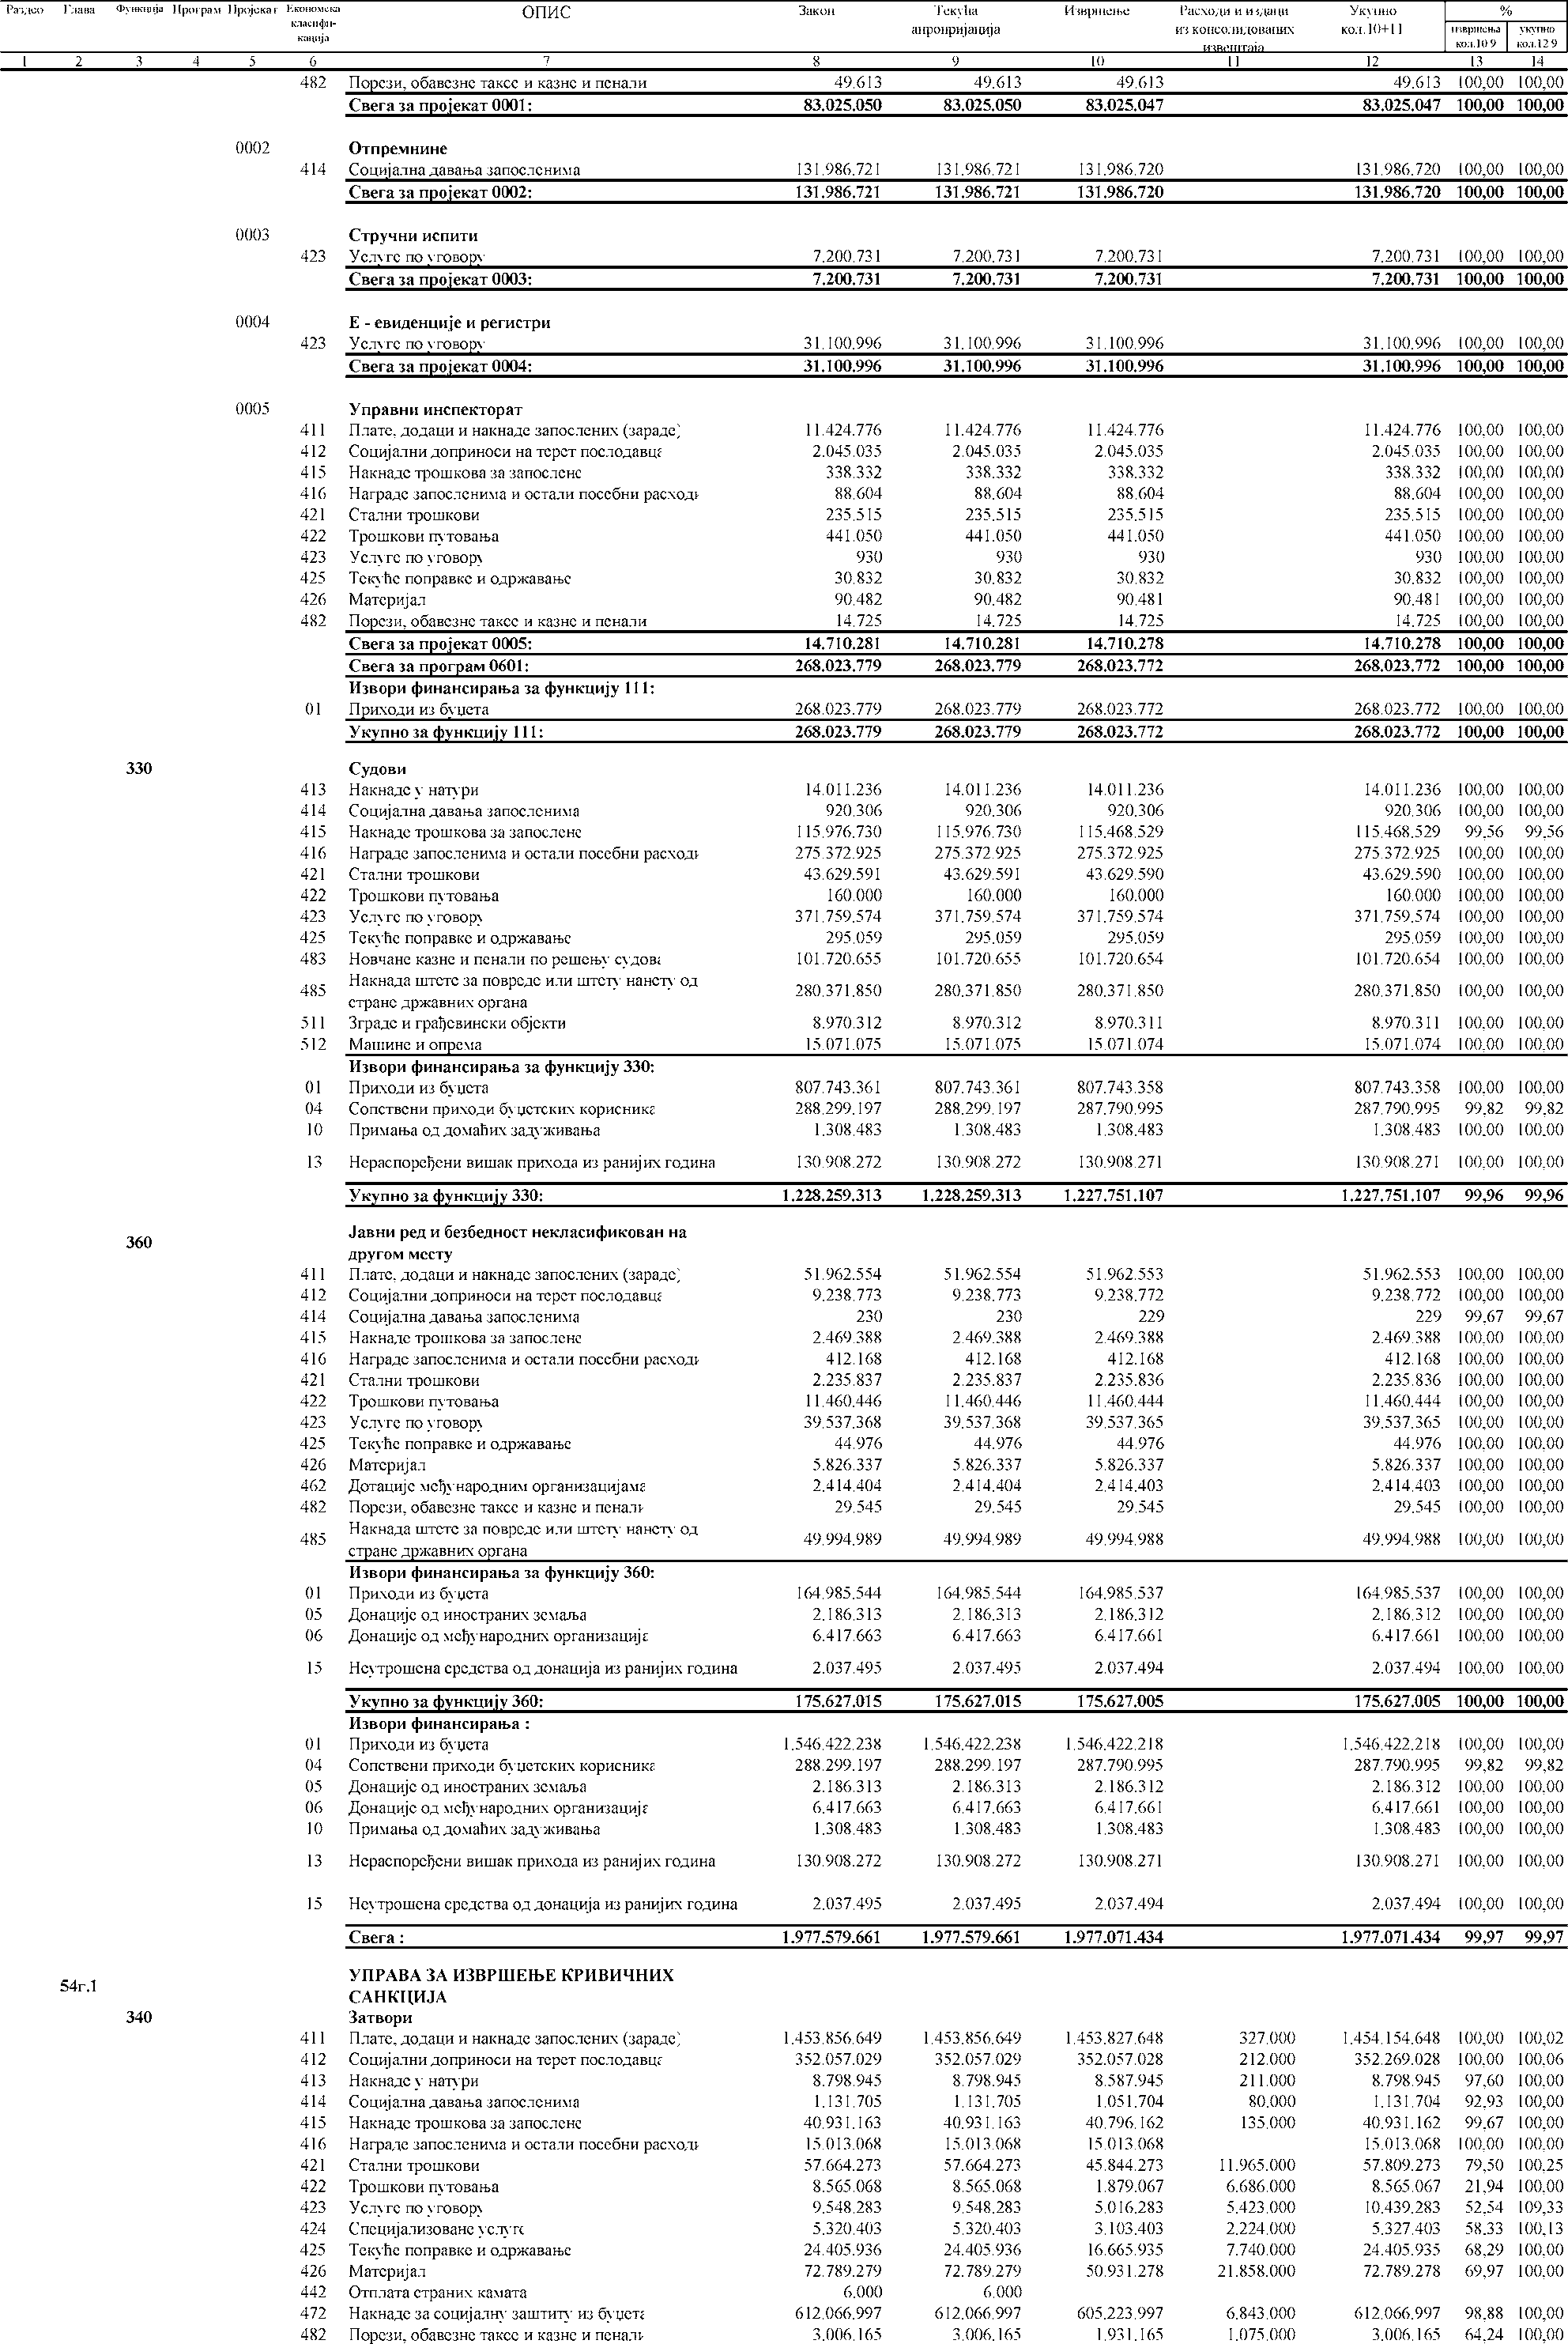 Раздео Глава Функција Програм Пројекат Економска класифи-кација ОПИС Закон Текућа апропријација Извршење Расходи и издаци из консолидованих извештаја Укупно кол.10+11 % извршења кол.10 9 укупно кол.12 9
1 2 3 4 5 6 7 8 9 10 11 12 13 14
482 Порези, обавезне таксе и казне и пенали 49.613 49.613 49.613 49.613 100,00 100,00
Свега за пројекат 0001: 83.025.050 83.025.050 83.025.047 83.025.047 100,00 100,00
0002 Отпремнине
414 Социјална давања запосленима 131.986.721 131.986.721 131.986.720 131.986.720 100,00 100,00
Свега за пројекат 0002: 131.986.721 131.986.721 131.986.720 131.986.720 100,00 100,00
0003 Стручни испити
423 Услуге по уговору 7.200.731 7.200.731 7.200.731 7.200.731 100,00 100,00
Свега за пројекат 0003: 7.200.731 7.200.731 7.200.731 7.200.731 100,00 100,00
0004 Е - евиденције и регистри
423 Услуге по уговору 31.100.996 31.100.996 31.100.996 31.100.996 100,00 100,00
Свега за пројекат 0004: 31.100.996 31.100.996 31.100.996 31.100.996 100,00 100,00
0005 Управни инспекторат
411 Плате, додаци и накнаде запослених (зараде) 11.424.776 11.424.776 11.424.776 11.424.776 100,00 100,00
412 Социјални доприноси на терет послодавца 2.045.035 2.045.035 2.045.035 2.045.035 100,00 100,00
415 Накнаде трошкова за запослене 338.332 338.332 338.332 338.332 100,00 100,00
416 Награде запосленима и остали посебни расходи 88.604 88.604 88.604 88.604 100,00 100,00
421 Стални трошкови 235.515 235.515 235.515 235.515 100,00 100,00
422 Трошкови путовања 441.050 441.050 441.050 441.050 100,00 100,00
423 Услуге по уговору 930 930 930 930 100,00 100,00
425 Текуће поправке и одржавање 30.832 30.832 30.832 30.832 100,00 100,00
426 Материјал 90.482 90.482 90.481 90.481 100,00 100,00
482 Порези, обавезне таксе и казне и пенали 14.725 14.725 14.725 14.725 100,00 100,00
Свега за пројекат 0005: 14.710.281 14.710.281 14.710.278 14.710.278 100,00 100,00
Свега за програм 0601: 268.023.779 268.023.779 268.023.772 268.023.772 100,00 100,00
Извори финансирања за функцију 111:
01 Приходи из буџета 268.023.779 268.023.779 268.023.772 268.023.772 100,00 100,00
Укупно за функцију 111: 268.023.779 268.023.779 268.023.772 268.023.772 100,00 100,00
330 Судови
413 Накнаде у натури 14.011.236 14.011.236 14.011.236 14.011.236 100,00 100,00
414 Социјална давања запосленима 920.306 920.306 920.306 920.306 100,00 100,00
415 Накнаде трошкова за запослене 115.976.730 115.976.730 115.468.529 115.468.529 99,56 99,56
416 Награде запосленима и остали посебни расходи 275.372.925 275.372.925 275.372.925 275.372.925 100,00 100,00
421 Стални трошкови 43.629.591 43.629.591 43.629.590 43.629.590 100,00 100,00
422 Трошкови путовања 160.000 160.000 160.000 160.000 100,00 100,00
423 Услуге по уговору 371.759.574 371.759.574 371.759.574 371.759.574 100,00 100,00
425 Текуће поправке и одржавање 295.059 295.059 295.059 295.059 100,00 100,00
483 Новчане казне и пенали по решењу судова 101.720.655 101.720.655 101.720.654 101.720.654 100,00 100,00
485 Накнада штете за повреде или штету нанету од стране државних органа 280.371.850 280.371.850 280.371.850 280.371.850 100,00 100,00
511 Зграде и грађевински објекти 8.970.312 8.970.312 8.970.311 8.970.311 100,00 100,00
512 Машине и опрема 15.071.075 15.071.075 15.071.074 15.071.074 100,00 100,00
Извори финансирања за функцију 330:
01 Приходи из буџета 807.743.361 807.743.361 807.743.358 807.743.358 100,00 100,00
04 Сопствени приходи буџетских корисника 288.299.197 288.299.197 287.790.995 287.790.995 99,82 99,82
10 Примања од домаћих задуживања 1.308.483 1.308.483 1.308.483 1.308.483 100,00 100,00
13 Нераспоређени вишак прихода из ранијих година 130.908.272 130.908.272 130.908.271 130.908.271 100,00 100,00
Укупно за функцију 330: 1.228.259.313 1.228.259.313 1.227.751.107 1.227.751.107 99,96 99,96
360 Јавни ред и безбедност некласификован на другом месту
411 Плате, додаци и накнаде запослених (зараде) 51.962.554 51.962.554 51.962.553 51.962.553 100,00 100,00
412 Социјални доприноси на терет послодавца 9.238.773 9.238.773 9.238.772 9.238.772 100,00 100,00
414 Социјална давања запосленима 230 230 229 229 99,67 99,67
415 Накнаде трошкова за запослене 2.469.388 2.469.388 2.469.388 2.469.388 100,00 100,00
416 Награде запосленима и остали посебни расходи 412.168 412.168 412.168 412.168 100,00 100,00
421 Стални трошкови 2.235.837 2.235.837 2.235.836 2.235.836 100,00 100,00
422 Трошкови путовања 11.460.446 11.460.446 11.460.444 11.460.444 100,00 100,00
423 Услуге по уговору 39.537.368 39.537.368 39.537.365 39.537.365 100,00 100,00
425 Текуће поправке и одржавање 44.976 44.976 44.976 44.976 100,00 100,00
426 Материјал 5.826.337 5.826.337 5.826.337 5.826.337 100,00 100,00
462 Дотације међународним организацијама 2.414.404 2.414.404 2.414.403 2.414.403 100,00 100,00
482 Порези, обавезне таксе и казне и пенали 29.545 29.545 29.545 29.545 100,00 100,00
485 Накнада штете за повреде или штету нанету од стране државних органа 49.994.989 49.994.989 49.994.988 49.994.988 100,00 100,00
Извори финансирања за функцију 360:
01 Приходи из буџета 164.985.544 164.985.544 164.985.537 164.985.537 100,00 100,00
05 Донације од иностраних земаља 2.186.313 2.186.313 2.186.312 2.186.312 100,00 100,00
06 Донације од међународних организација 6.417.663 6.417.663 6.417.661 6.417.661 100,00 100,00
15 Неутрошена средства од донација из ранијих година 2.037.495 2.037.495 2.037.494 2.037.494 100,00 100,00
Укупно за функцију 360: 175.627.015 175.627.015 175.627.005 175.627.005 100,00 100,00
Извори финансирања :
01 Приходи из буџета 1.546.422.238 1.546.422.238 1.546.422.218 1.546.422.218 100,00 100,00
04 Сопствени приходи буџетских корисника 288.299.197 288.299.197 287.790.995 287.790.995 99,82 99,82
05 Донације од иностраних земаља 2.186.313 2.186.313 2.186.312 2.186.312 100,00 100,00
06 Донације од међународних организација 6.417.663 6.417.663 6.417.661 6.417.661 100,00 100,00
10 Примања од домаћих задуживања 1.308.483 1.308.483 1.308.483 1.308.483 100,00 100,00
13 Нераспоређени вишак прихода из ранијих година 130.908.272 130.908.272 130.908.271 130.908.271 100,00 100,00
15 Неутрошена средства од донација из ранијих година 2.037.495 2.037.495 2.037.494 2.037.494 100,00 100,00
Свега : 1.977.579.661 1.977.579.661 1.977.071.434 1.977.071.434 99,97 99,97
54г.1 УПРАВА ЗА ИЗВРШЕЊЕ КРИВИЧНИХ САНКЦИЈА
340 Затвори
411 Плате, додаци и накнаде запослених (зараде) 1.453.856.649 1.453.856.649 1.453.827.648 327.000 1.454.154.648 100,00 100,02
412 Социјални доприноси на терет послодавца 352.057.029 352.057.029 352.057.028 212.000 352.269.028 100,00 100,06
413 Накнаде у натури 8.798.945 8.798.945 8.587.945 211.000 8.798.945 97,60 100,00
414 Социјална давања запосленима 1.131.705 1.131.705 1.051.704 80.000 1.131.704 92,93 100,00
415 Накнаде трошкова за запослене 40.931.163 40.931.163 40.796.162 135.000 40.931.162 99,67 100,00
416 Награде запосленима и остали посебни расходи 15.013.068 15.013.068 15.013.068 15.013.068 100,00 100,00
421 Стални трошкови 57.664.273 57.664.273 45.844.273 11.965.000 57.809.273 79,50 100,25
422 Трошкови путовања 8.565.068 8.565.068 1.879.067 6.686.000 8.565.067 21,94 100,00
423 Услуге по уговору 9.548.283 9.548.283 5.016.283 5.423.000 10.439.283 52,54 109,33
424 Специјализоване услуге 5.320.403 5.320.403 3.103.403 2.224.000 5.327.403 58,33 100,13
425 Текуће поправке и одржавање 24.405.936 24.405.936 16.665.935 7.740.000 24.405.935 68,29 100,00
426 Материјал 72.789.279 72.789.279 50.931.278 21.858.000 72.789.278 69,97 100,00
442 Отплата страних камата 6.000 6.000
472 Накнаде за социјалну заштиту из буџета 612.066.997 612.066.997 605.223.997 6.843.000 612.066.997 98,88 100,00
482 Порези, обавезне таксе и казне и пенали 3.006.165 3.006.165 1.931.165 1.075.000 3.006.165 64,24 100,00